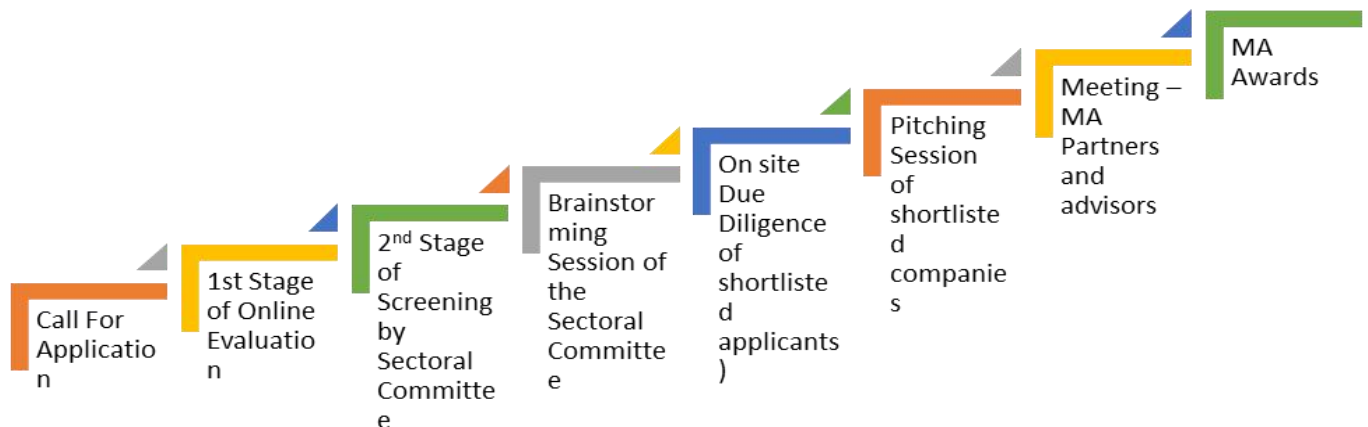 Call For
Applicatio
n
1st Stage
of Online
Evaluatio
n
2nd Stage
of
Screening
by
Sectoral
Committe
e
Brainstor
ming
Session of
the
Sectoral
Committe
e
On site
Due
Diligence
of
shortliste
d
applicants
)
Pitching
Session
of
shortliste
d
companie
s
Meeting –
MA
Partners
and
advisors
MA
Awards